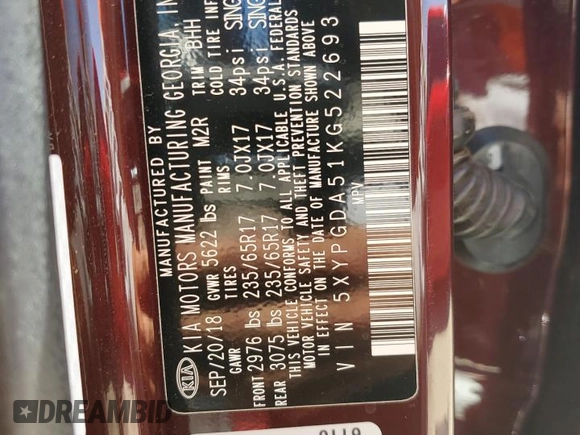 KIA
MANUFACTURED BY
KIA MOTORS MANUFACTURING GEORGIA, IN
SEP/20/18 GVWR 5622 lbs PAINT M2R TRIM BHH
GAWR TIRES RIMS COLD TIRE INF
FRONT 2976 lbs 235/65R17 7.0JX17 34psi SING
REAR 3075 lbs 235/65R17 7.0JX17 34psi SING
THIS VEHICLE CONFORMS TO ALL APPLICABLE U.S.A. FEDERAL
MOTOR VEHICLE SAFETY AND THEFT PREVENTION STANDARDS
IN EFFECT ON THE DATE OF MANUFACTURE SHOWN ABOVE
VIN 5XYPGDA51KG522693
MPV
DREAMBID